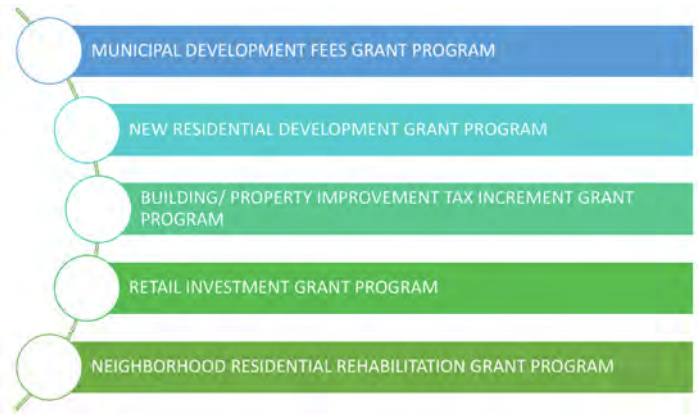 MUNICIPAL DEVELOPMENT FEES GRANT PROGRAM
NEW RESIDENTIAL DEVELOPMENT GRANT PROGRAM
BUILDING/ PROPERTY IMPROVEMENT TAX INCREMENT GRANT
PROGRAM
RETAIL INVESTMENT GRANT PROGRAM
NEIGHBORHOOD RESIDENTIAL REHABILITATION GRANT PROGRAM